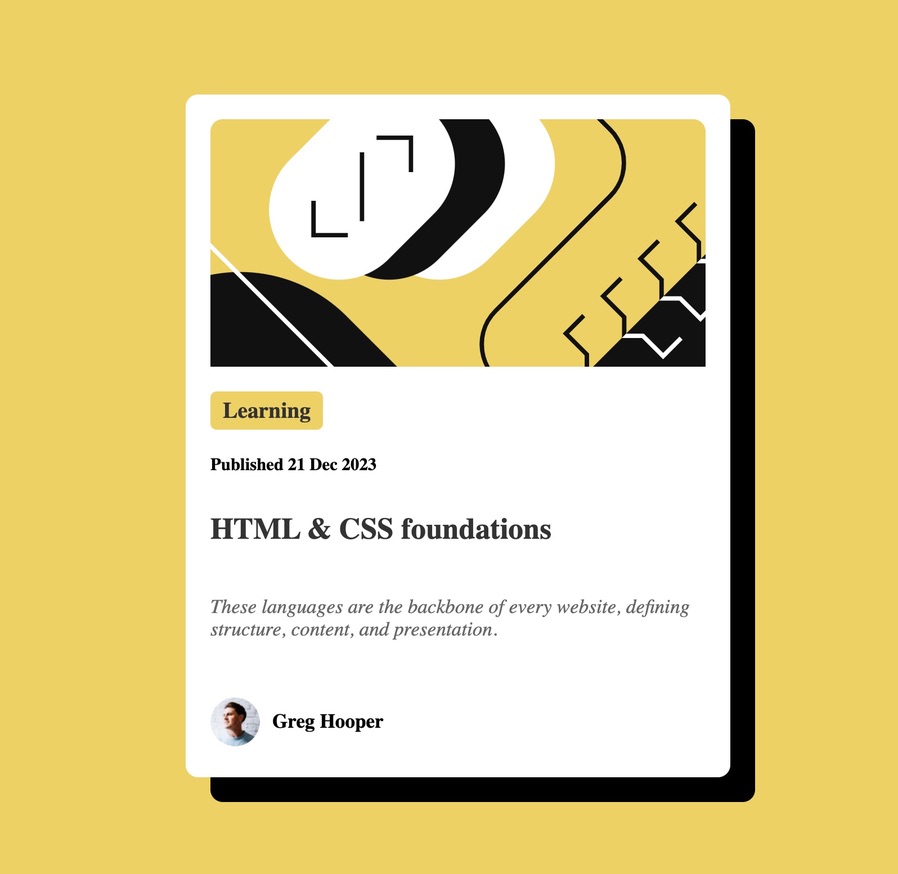 Learning
Published 21 Dec 2023
HTML & CSS foundations
These languages are the backbone of every website, defining
structure, content, and presentation.
Greg Hooper